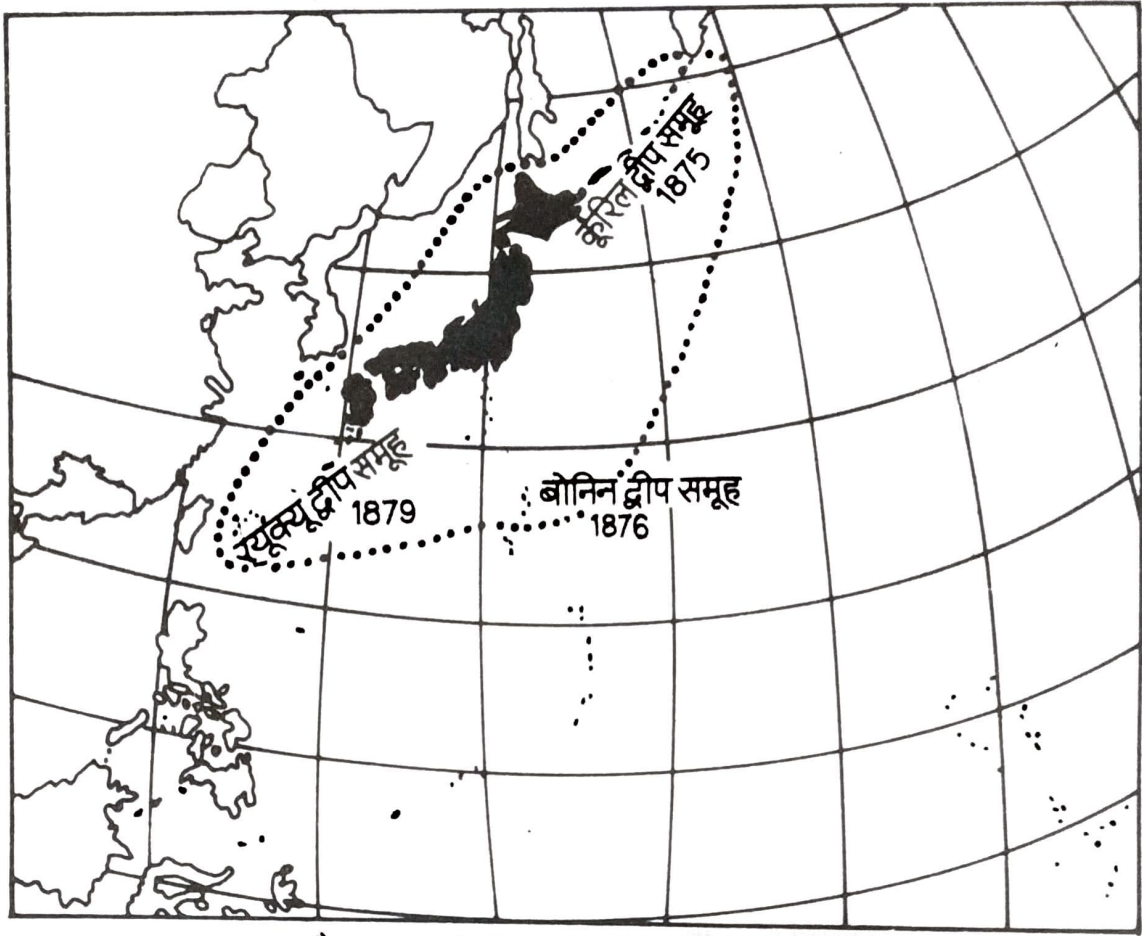 कूरिल द्वीप समूह
1875
र्यूक्यू द्वीप समूह
1879
बोनिन द्वीप समूह
1876